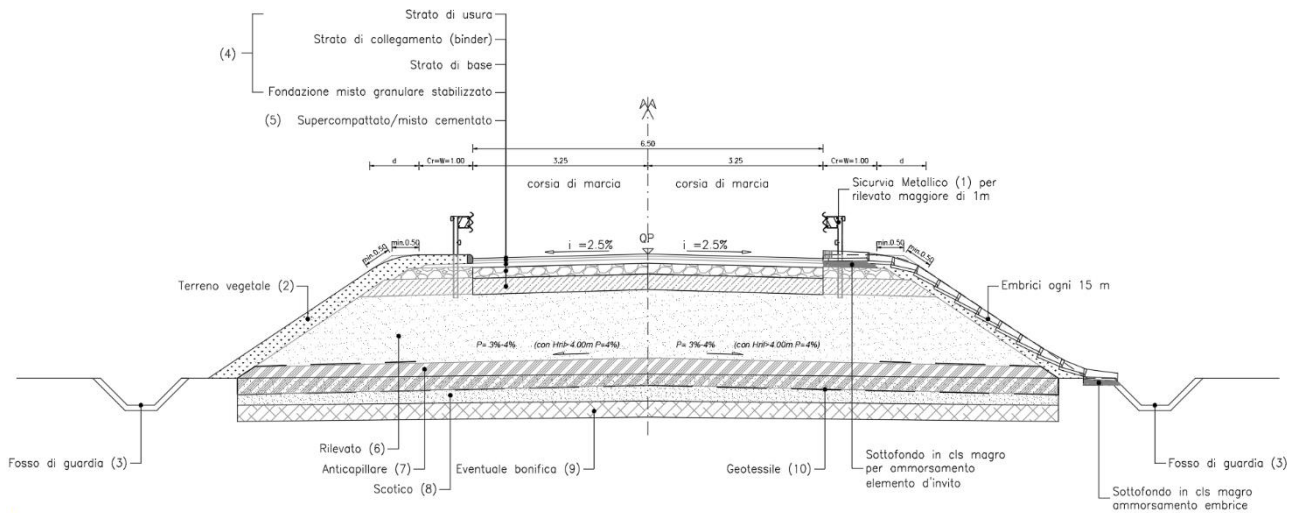 Strato di usura
Strato di collegamento (binder)
(4)
Strato di base
Fondazione misto granulare stabilizzato
(5) Supercompattato/misto cementato
6.50
d
Cr=W=1.00
3.25
3.25
Cr=W=1.00
d
corsia di marcia
corsia di marcia
Sicurvia Metallico (1) per
rilevato maggiore di 1m
min.0.50
min.0.50
i =2.5%
QP
i =2.5%
min.0.50
min.0.50
Terreno vegetale (2)
Embrici ogni 15 m
P= 3%-4% (con Hril>4.00m P=4%)
P= 3%-4% (con Hril>4.00m P=4%)
Rilevato (6)
Fosso di guardia (3)
Anticapillare (7)
Scotico (8)
Eventuale bonifica (9)
Geotessile (10)
Sottofondo in cls magro
per ammorsamento
elemento d'invito
Fosso di guardia (3)
Sottofondo in cls magro
ammorsamento embrice